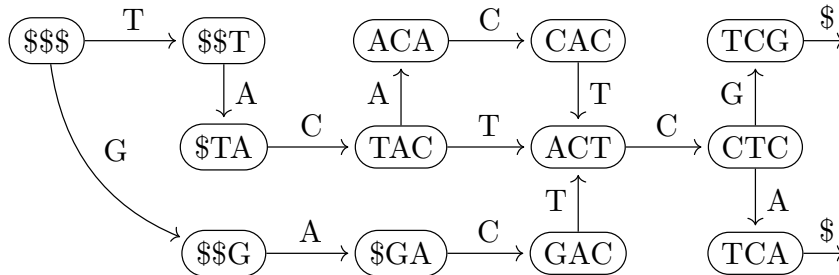 $$$ T $$T ACA C CAC TCG $
A A T G
$TA C TAC T ACT C CTC
G T A
$$G A $GA C GAC TCA $